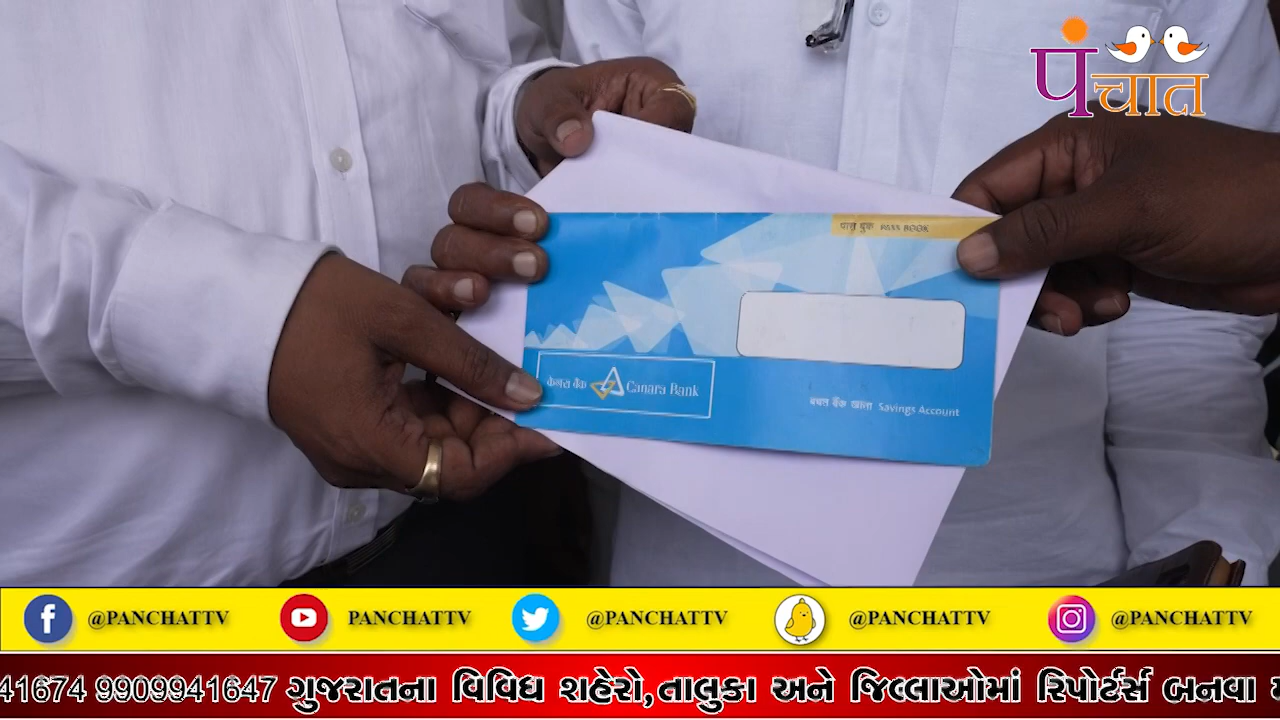 पंचात
पास बुक PASS BOOK
केनरा बैंक Canara Bank
बचत बैंक खाता Savings Account
@PANCHATTV PANCHATTV @PANCHATTV @PANCHATTV @PANCHATTV
41674 9909941647 ગુજરાતના વિવિધ શહેરો,તાલુકા અને જિલ્લાઓમાં રિપોર્ટર્સ બનવા